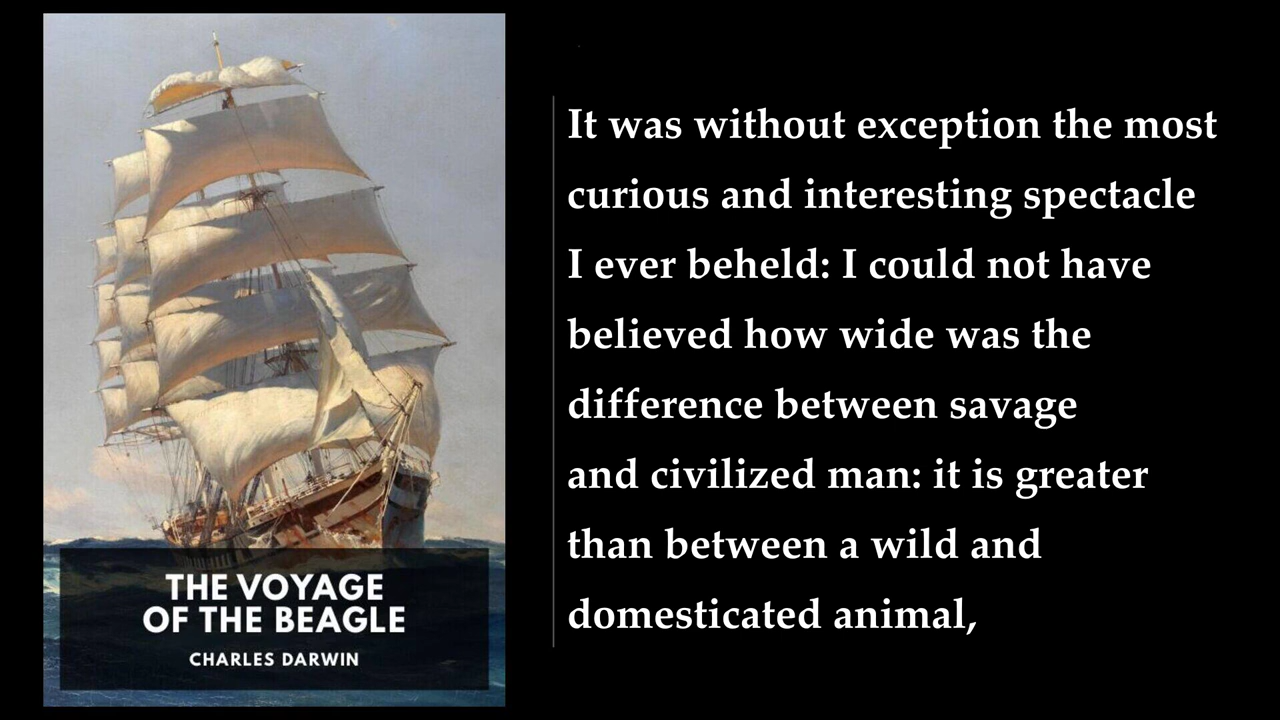 THE VOYAGE
OF THE BEAGLE
CHARLES DARWIN
It was without exception the most
curious and interesting spectacle
I ever beheld: I could not have
believed how wide was the
difference between savage
and civilized man: it is greater
than between a wild and
domesticated animal,